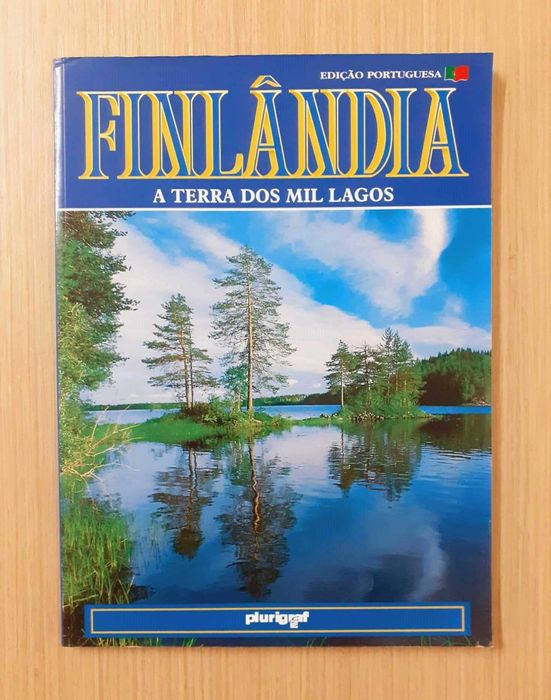 EDIÇÃO PORTUGUESA
FINLÂNDIA
A TERRA DOS MIL LAGOS
plurigraf